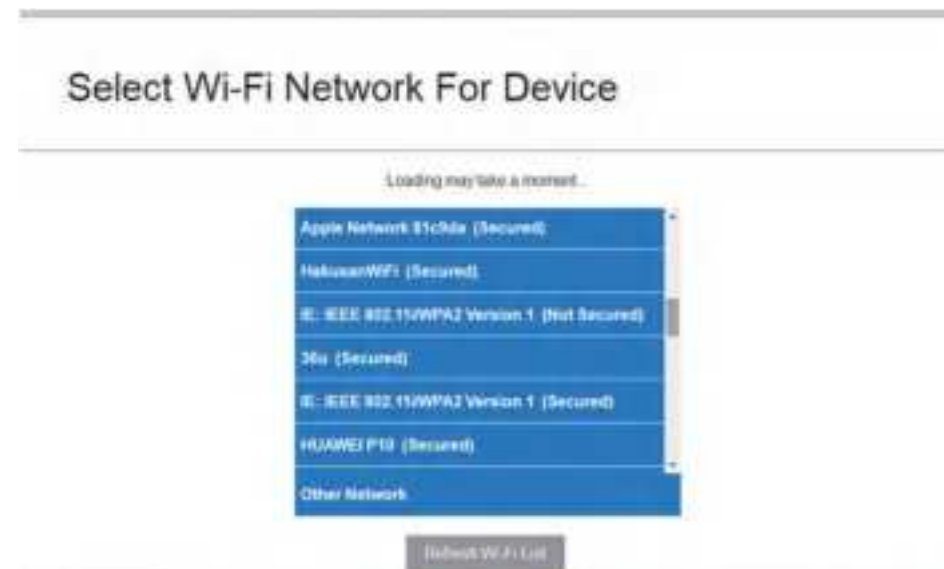 Select Wi-Fi Network For Device
Loading may take a moment...
Apple Network 81c9da (Secured)
HakusanWiFi (Secured)
IE: IEEE 802.11i/WPA2 Version 1 (Not Secured)
36u (Secured)
IE: IEEE 802.11i/WPA2 Version 1 (Secured)
HUAWEI P10 (Secured)
Other Network
Refresh Wi-Fi List